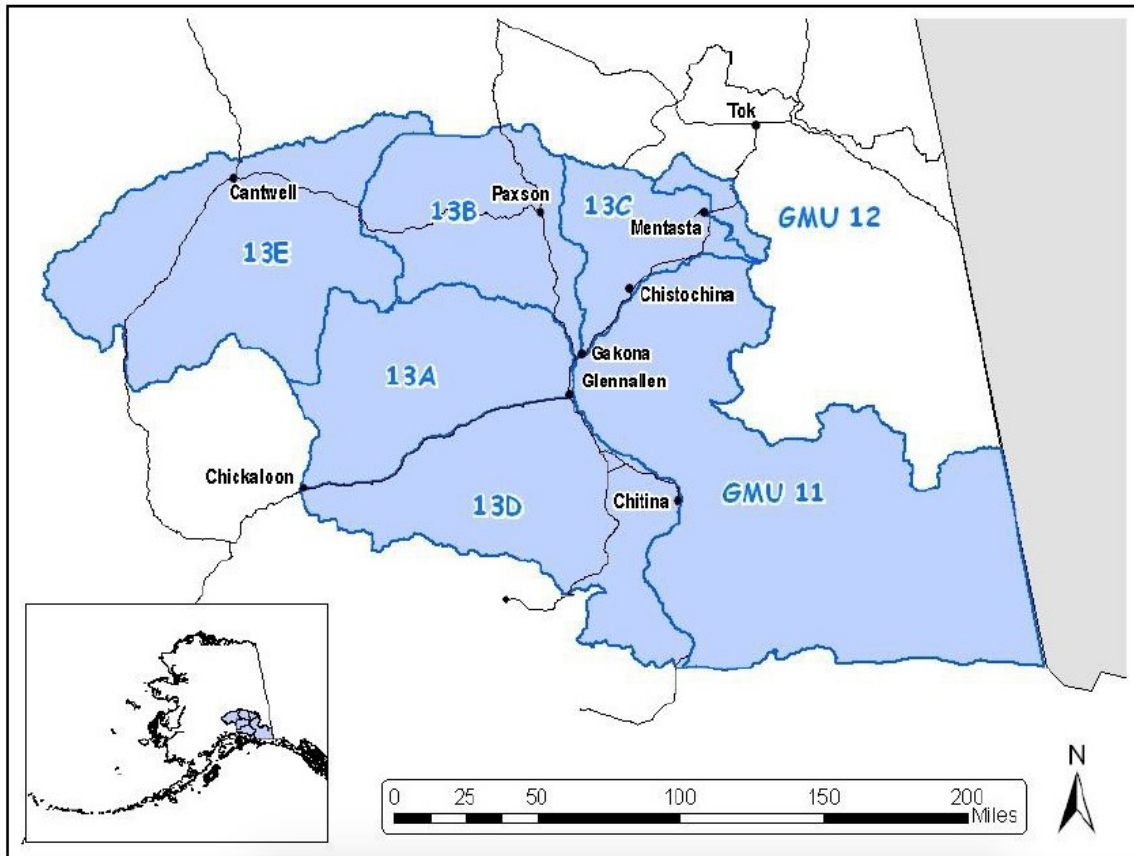 Tok
Cantwell
Paxson
13B
13C
Mentasta
GMU 12
13E
Chistochina
Gakona
13A
Glennallen
Chickaloon
13D
Chitina
GMU 11
N
0 25 50 100 150 200
Miles